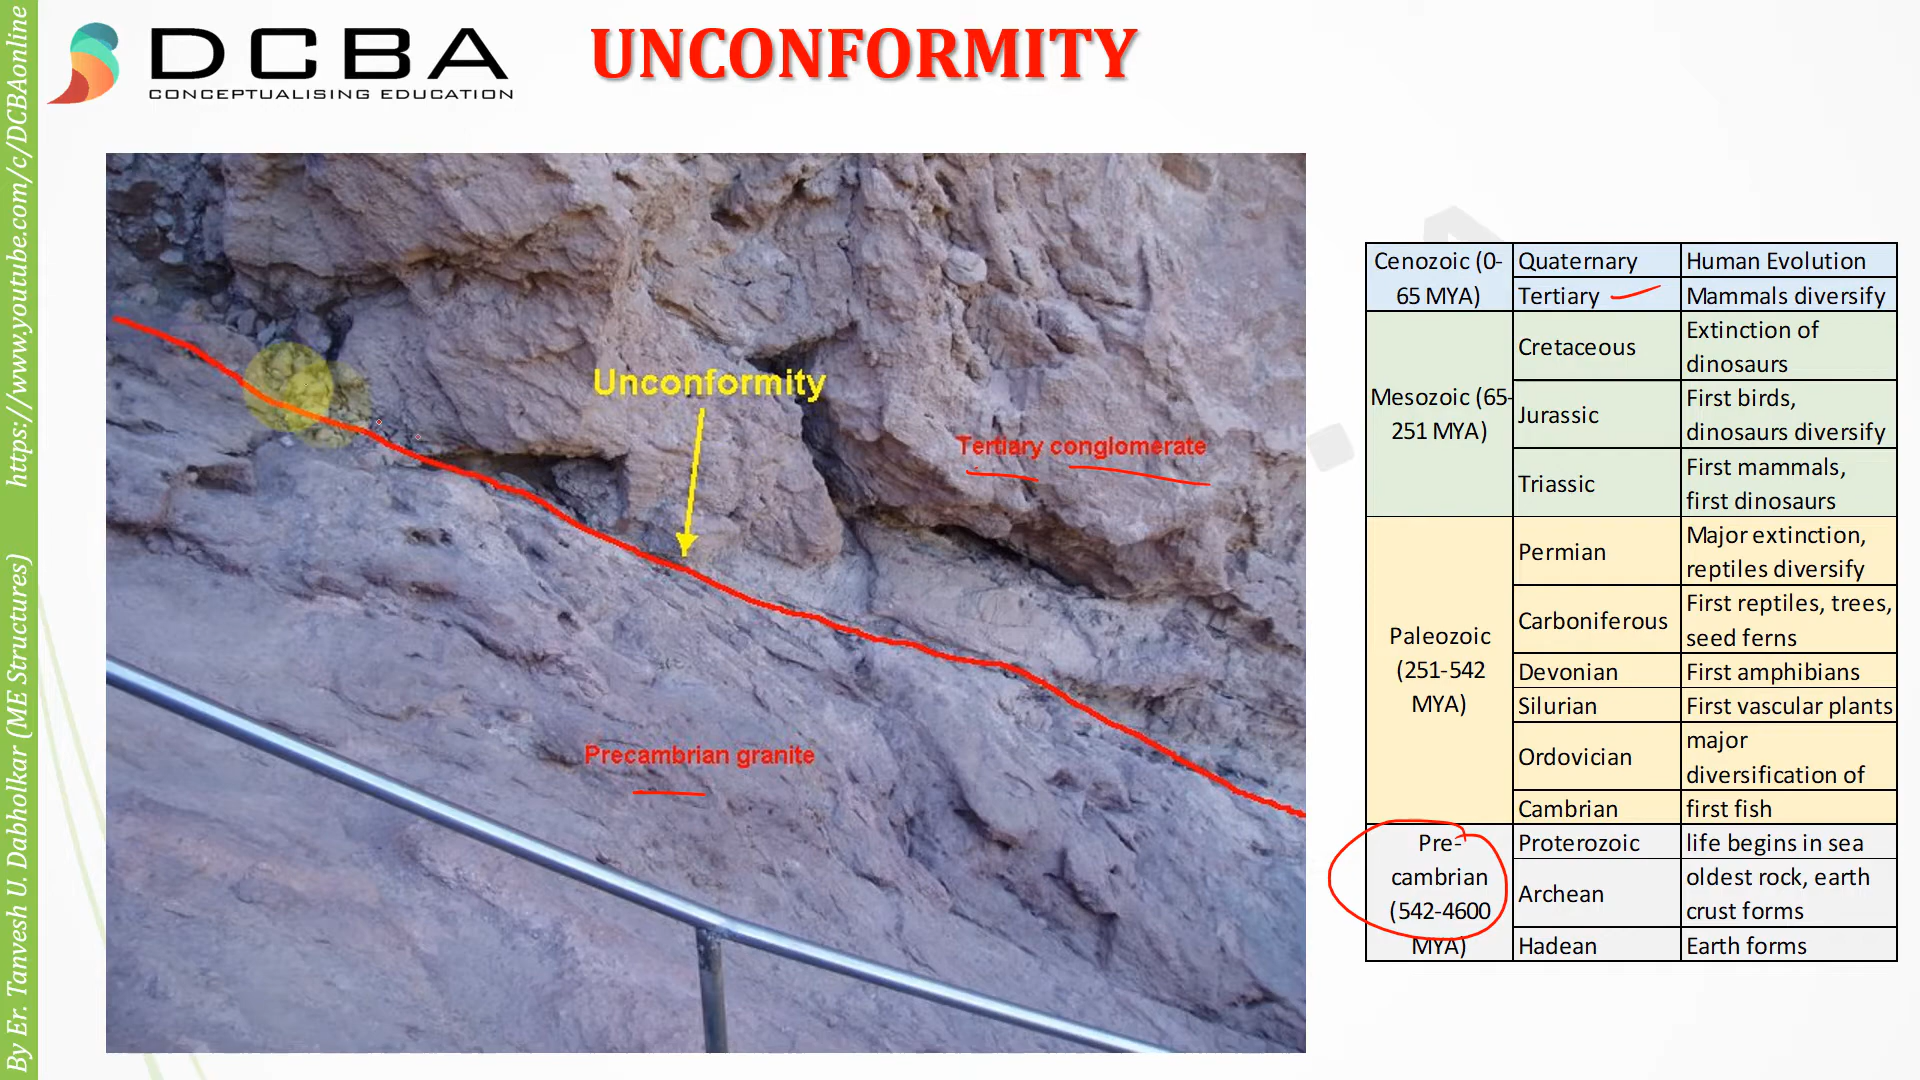 DCBA
CONCEPTUALISING EDUCATION
UNCONFORMITY
By Er. Tanvesh U. Dabholkar (ME Structures) https://www.youtube.com/c/DCBAonline
Unconformity
Tertiary conglomerate
Precambrian granite
Cenozoic (0-
65 MYA)
Quaternary
Human Evolution
Tertiary
Mammals diversify
Mesozoic (65-
251 MYA)
Cretaceous
Extinction of
dinosaurs
Jurassic
First birds,
dinosaurs diversify
Triassic
First mammals,
first dinosaurs
Paleozoic
(251-542
MYA)
Permian
Major extinction,
reptiles diversify
Carboniferous
First reptiles, trees,
seed ferns
Devonian
First amphibians
Silurian
First vascular plants
Ordovician
major
diversification of
Cambrian
first fish
Pre-
cambrian
(542-4600
MYA)
Proterozoic
life begins in sea
Archean
oldest rock, earth
crust forms
Hadean
Earth forms